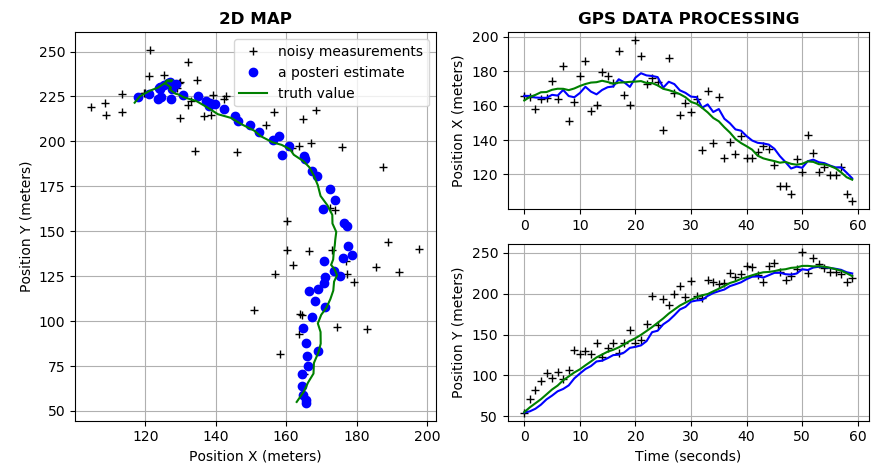 2D MAP
noisy measurements
a posteri estimate
truth value
250
225
200
175
150
125
100
75
50
Position Y (meters)
120 140 160 180 200
Position X (meters)
GPS DATA PROCESSING
200
180
160
140
120
Position X (meters)
0 10 20 30 40 50 60
250
200
150
100
50
Position Y (meters)
0 10 20 30 40 50 60
Time (seconds)